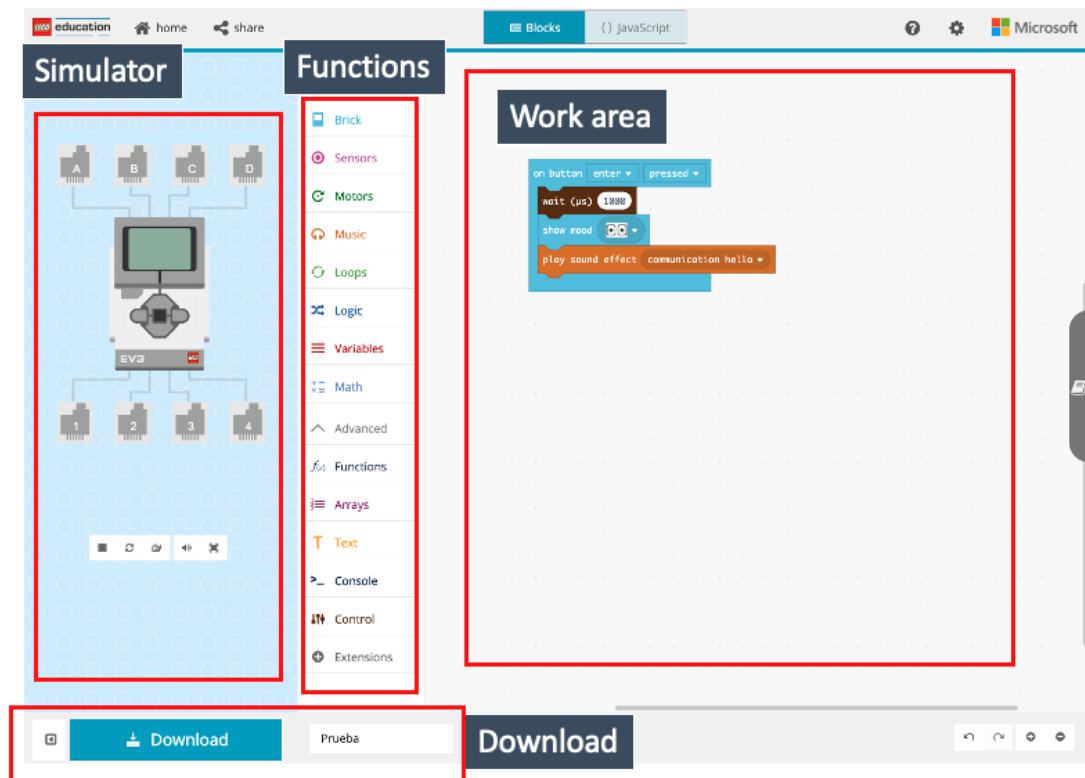 LEGO education home share Blocks {} JavaScript Microsoft
Simulator
Functions
Work area
A B C D
EV3
1 2 3 4
Brick
Sensors
Motors
Music
Loops
Logic
Variables
Math
Advanced
Functions
Arrays
Text
Console
Control
Extensions
on button enter pressed
wait (µs) 1000
show mood
play sound effect communication hello
Download
Prueba
Download